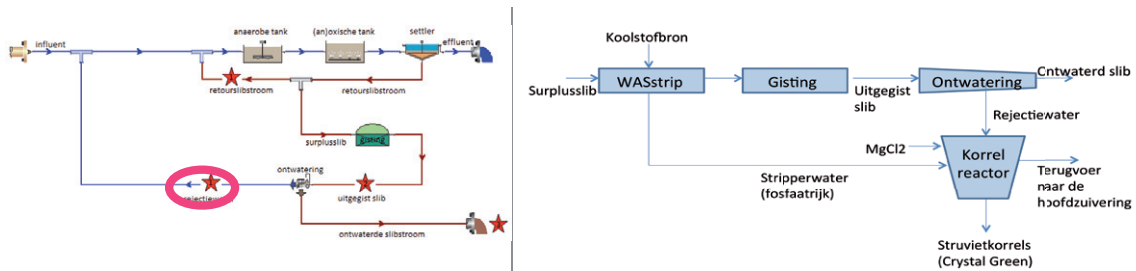 influent
anaerobe tank
(an)oxische tank
settler
effluent
retourslibstroom
retourslibstroom
surplusslib
gisting
ontwatering
uitgegist slib
ontwaterde slibstroom
Koolstofbron
Surplusslib
WASstrip
Gisting
Uitgegist
slib
Ontwatering
Cntwaterd slib
Rejectiewater
MgCl2
Korrel
reactor
Stripperwater
(fosfaatrijk)
Terugvoer
naar de
hoofdzuivering
Struvietkorrels
(Crystal Green)